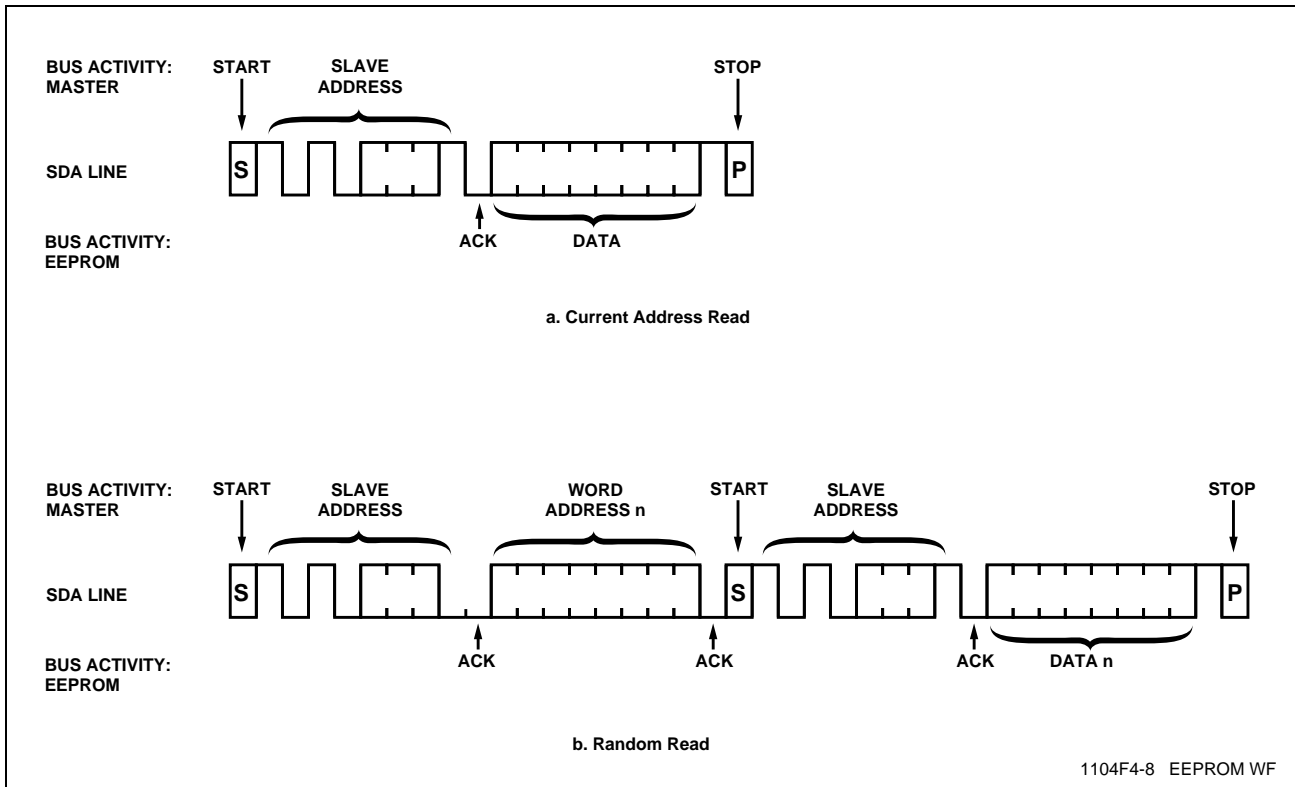 BUS ACTIVITY: START SLAVE STOP
MASTER ADDRESS
SDA LINE S P
BUS ACTIVITY: ACK DATA
EEPROM
a. Current Address Read
BUS ACTIVITY: START SLAVE WORD START SLAVE STOP
MASTER ADDRESS ADDRESS n ADDRESS
SDA LINE S S P
BUS ACTIVITY: ACK ACK ACK DATA n
EEPROM
b. Random Read
1104F4-8 EEPROM WF